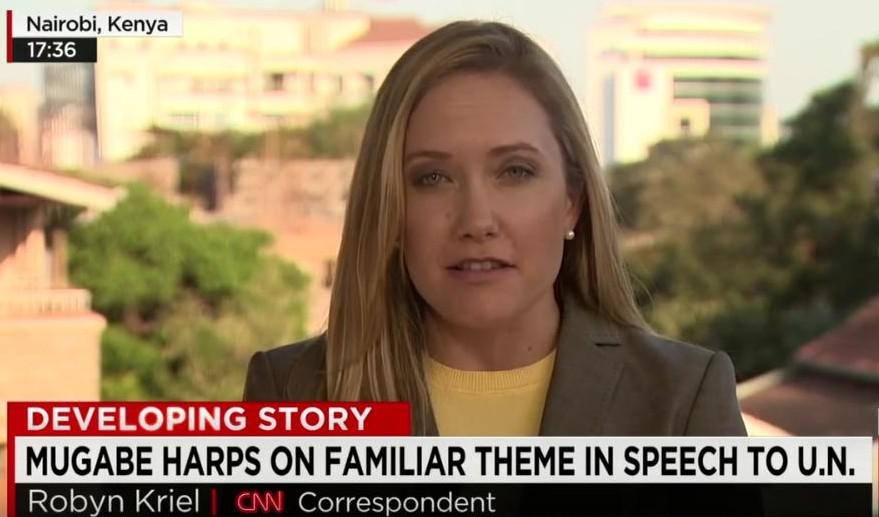 Nairobi, Kenya
17:36
DEVELOPING STORY
MUGABE HARPS ON FAMILIAR THEME IN SPEECH TO U.N.
Robyn Kriel | CNN Correspondent